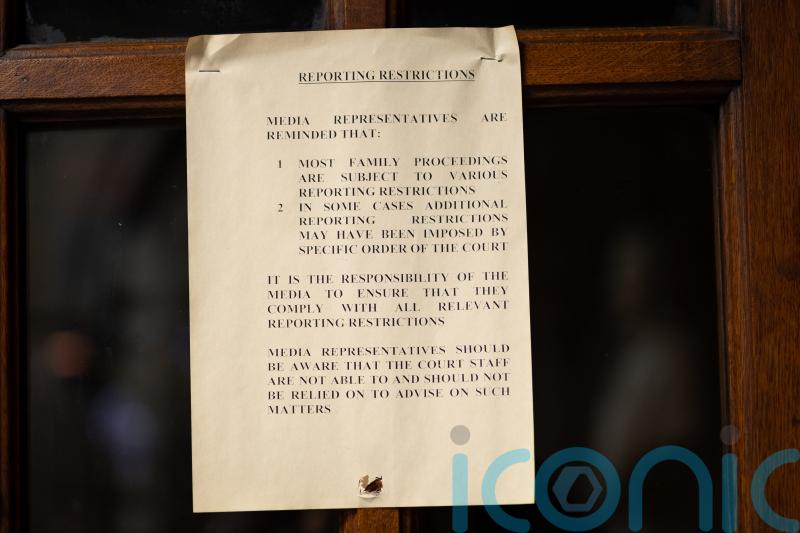 REPORTING RESTRICTIONS
MEDIA REPRESENTATIVES ARE
REMINDED THAT:
1 MOST FAMILY PROCEEDINGS
ARE SUBJECT TO VARIOUS
REPORTING RESTRICTIONS
2 IN SOME CASES ADDITIONAL
REPORTING RESTRICTIONS
MAY HAVE BEEN IMPOSED BY
SPECIFIC ORDER OF THE COURT
IT IS THE RESPONSIBILITY OF THE
MEDIA TO ENSURE THAT THEY
COMPLY WITH ALL RELEVANT
REPORTING RESTRICTIONS
MEDIA REPRESENTATIVES SHOULD
BE AWARE THAT THE COURT STAFF
ARE NOT ABLE TO AND SHOULD NOT
BE RELIED ON TO ADVISE ON SUCH
MATTERS
iconic